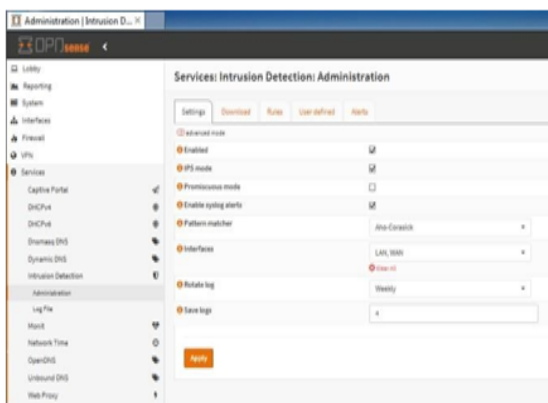 Administration | Intrusion D...
OPNsense
Lobby
Reporting
System
Interfaces
Firewall
VPN
Services
Captive Portal
DHCPv4
DHCPv6
Dnsmasq DNS
Dynamic DNS
Intrusion Detection
Administration
Log File
Monit
Network Time
OpenDNS
Unbound DNS
Web Proxy
Services: Intrusion Detection: Administration
Settings
Download
Rules
User defined
Alerts
advanced mode
Enabled
IPS mode
Promiscuous mode
Enable syslog alerts
Pattern matcher
Aho-Corasick
Interfaces
LAN, WAN
Clear All
Rotate log
Weekly
Save logs
4
Apply